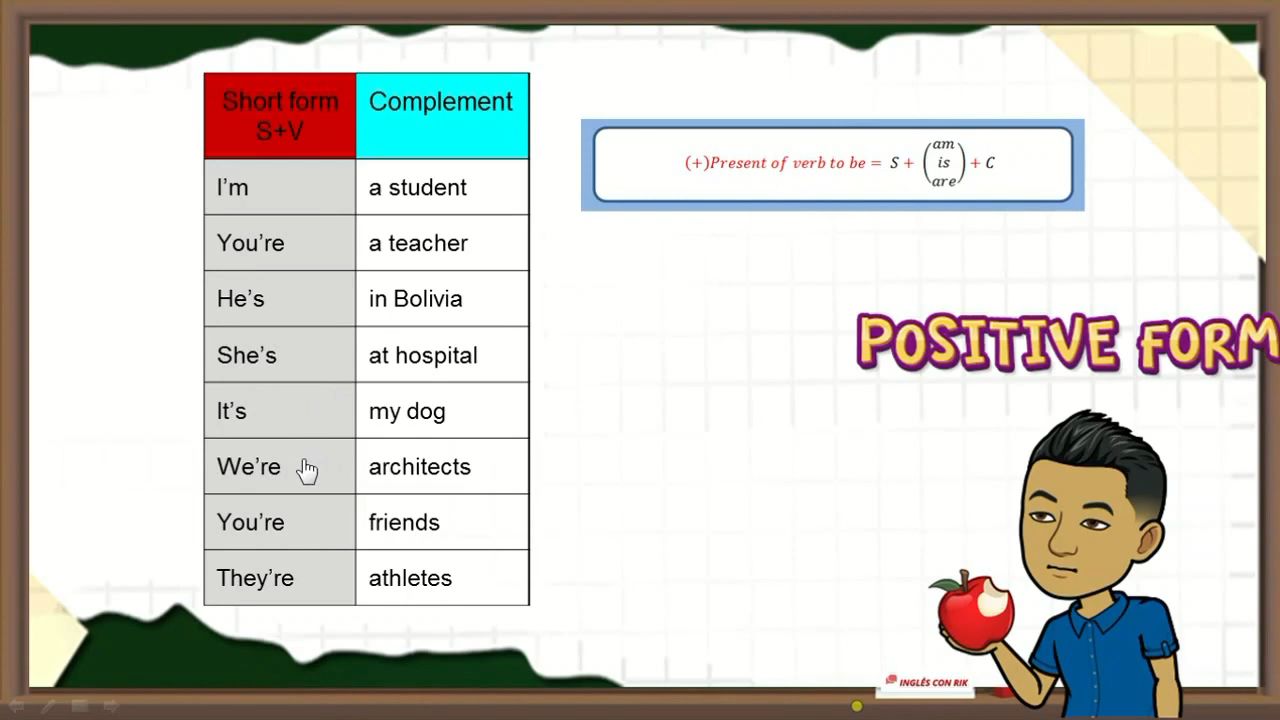 Short form Complement
S+V
I'm a student
You're a teacher
He's in Bolivia
She's at hospital
It's my dog
We're architects
You're friends
They're athletes
(+)Present of verb to be = S + (am is are) + C
POSITIVE FORM
INGLÉS CON RIK